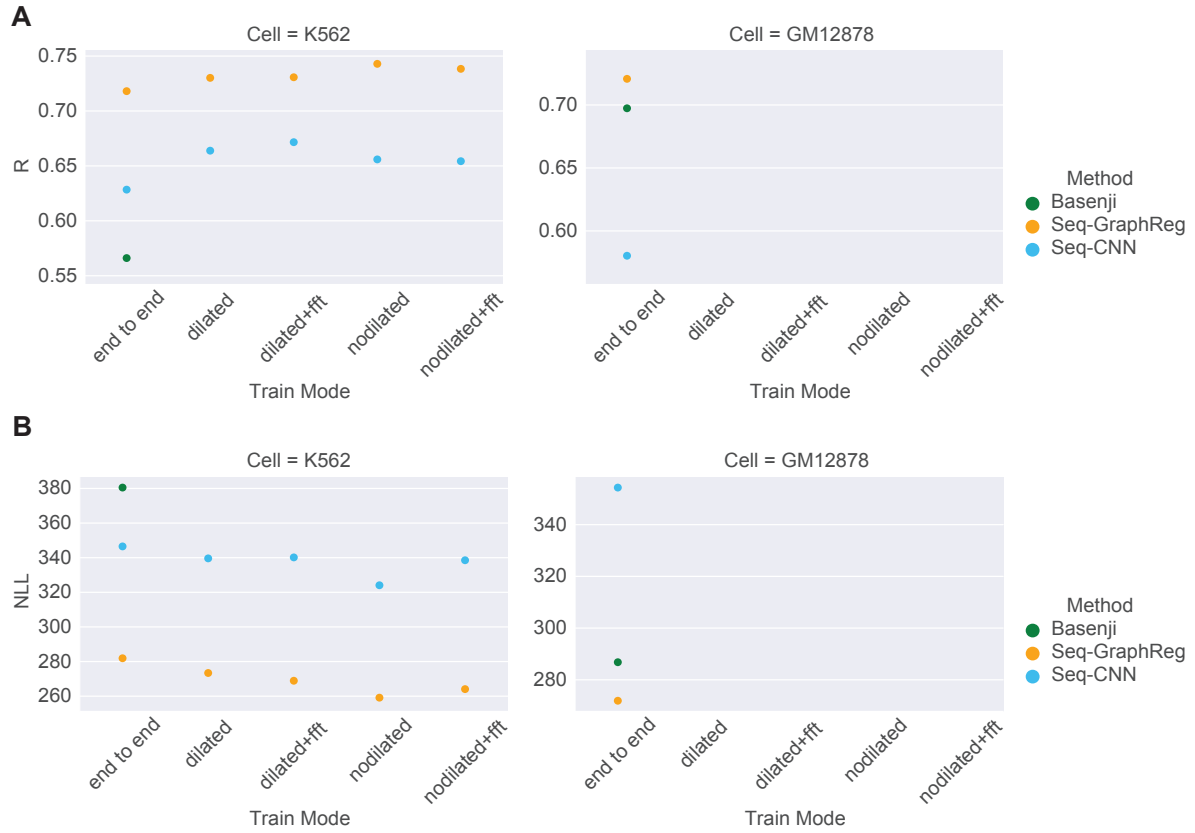 A
Cell = K562
Cell = GM12878
R
0.75
0.70
0.65
0.60
0.55
0.70
0.65
0.60
end to end
dilated
dilated+fft
nodilated
nodilated+fft
end to end
dilated
dilated+fft
nodilated
nodilated+fft
Train Mode
Train Mode
Method
Basenji
Seq-GraphReg
Seq-CNN
B
Cell = K562
Cell = GM12878
NLL
380
360
340
320
300
280
260
340
320
300
280
end to end
dilated
dilated+fft
nodilated
nodilated+fft
end to end
dilated
dilated+fft
nodilated
nodilated+fft
Train Mode
Train Mode
Method
Basenji
Seq-GraphReg
Seq-CNN